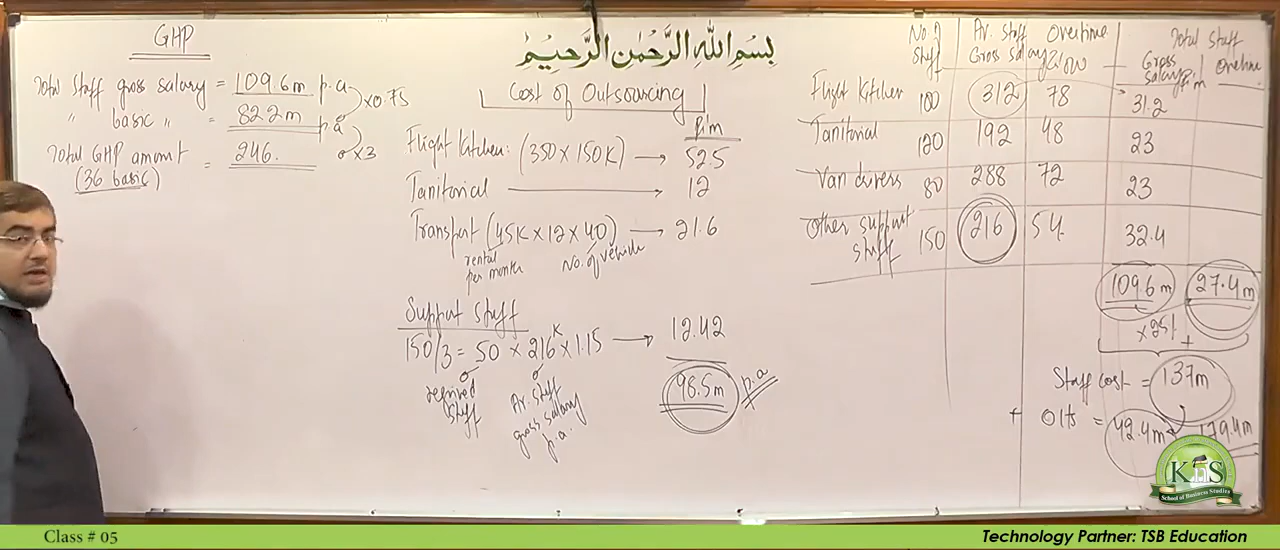 GHP
Total Staff gross salary = 109.6m p.a
" basic " = 82.2m p.a
×0.75
Total GHP amount = 246.
×3
(36 basic)
بسم الله الرحمن الرحيم
Cost of Outsourcing
p/m
Flight Kitchen: (350 × 150K) → 52.5
Janitorial → 12
Transport (45K × 12 × 40) → 21.6
rental per month
No. of vehicle
Support Staff
150/3 = 50 × 216K × 1.15 → 12.42
required staff
Av. staff gross salary p.a.
98.5m p.a
No. of Staff
Av. staff Gross Salary
Overtime
Total Staff
Gross Salary
Overtime
Flight Kitchen 100 312 78 31.2
Janitorial 120 192 48 23
Van drivers 80 288 72 23
Other support staff 150 216 54 32.4
109.6m 27.4m
×25%
+
Staff cost = 137m
+ OHs = 42.4m 179.4m
KnS
School of Business Studies
Class # 05
Technology Partner: TSB Education